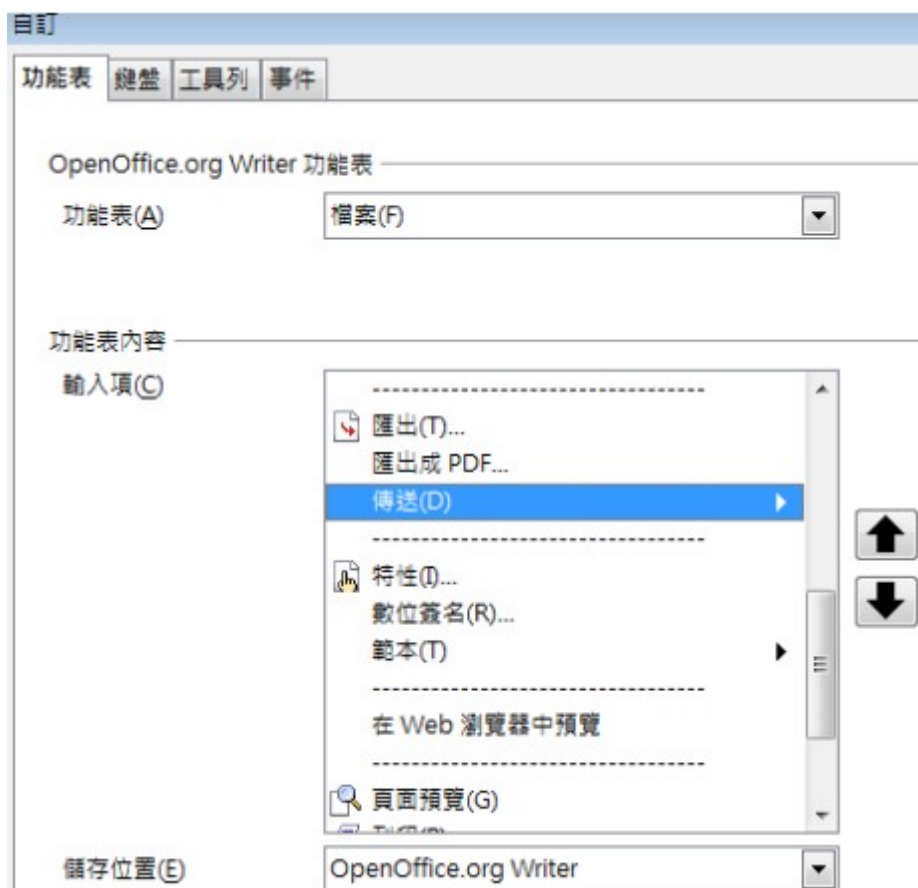 自訂
功能表 鍵盤 工具列 事件
OpenOffice.org Writer 功能表
功能表(A) 檔案(F)
功能表內容
輸入項(C)
----------------------------------
匯出(T)...
匯出成 PDF...
傳送(D)
----------------------------------
特性(I)...
數位簽名(R)...
範本(T)
----------------------------------
在 Web 瀏覽器中預覽
----------------------------------
頁面預覽(G)
儲存位置(E) OpenOffice.org Writer